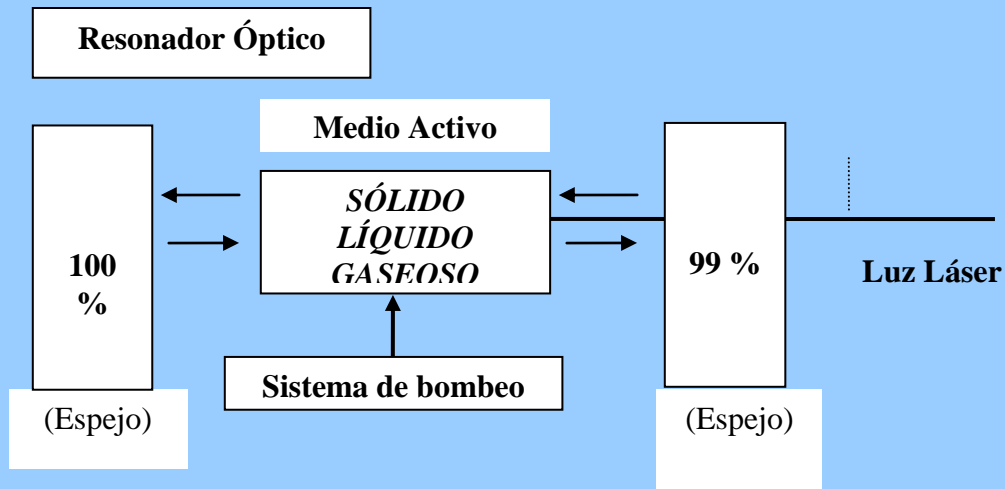 Resonador Óptico
Medio Activo
SÓLIDO
LÍQUIDO
GASEOSO
100
%
99 %
Luz Láser
Sistema de bombeo
(Espejo)
(Espejo)